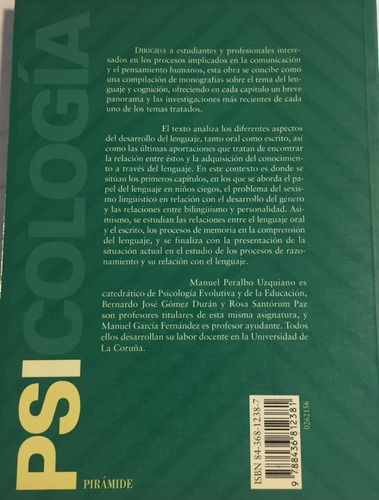 PSICOLOGÍA
DIRIGIDA a estudiantes y profesionales intere-
sados en los procesos implicados en la comunicación
y el pensamiento humanos, esta obra se concibe como
una compilación de monografías sobre el tema del len-
guaje y cognición, ofreciendo en cada capítulo un breve
panorama y las investigaciones más recientes de cada
uno de los temas tratados.
El texto analiza los diferentes aspectos
del desarrollo del lenguaje, tanto oral como escrito, así
como las últimas aportaciones que tratan de encontrar
la relación entre éstos y la adquisición del conocimiento
a través del lenguaje. En este contexto es donde se
sitúan los primeros capítulos, en los que se aborda el papel
del lenguaje en niños ciegos, el problema del sexismo
lingüístico en relación con el desarrollo del género
y las relaciones entre bilingüismo y personalidad. Asi-
mismo, se estudian las relaciones entre el lenguaje oral
y el escrito, los procesos de memoria en la comprensión
del lenguaje, y se finaliza con la presentación de la
situación actual en el estudio de los procesos de razo-
namiento y su relación con el lenguaje.
Manuel Peralbo Uzquiano es
catedrático de Psicología Evolutiva y de la Educación,
Bernardo José Gómez Durán y Rosa Santórum Paz
son profesores titulares de esta misma asignatura, y
Manuel García Fernández es profesor ayudante. Todos
ellos desarrollan su labor docente en la Universidad de
La Coruña.
ISBN 84-368-1238-7
9 788436 812381
0262156
PIRÁMIDE